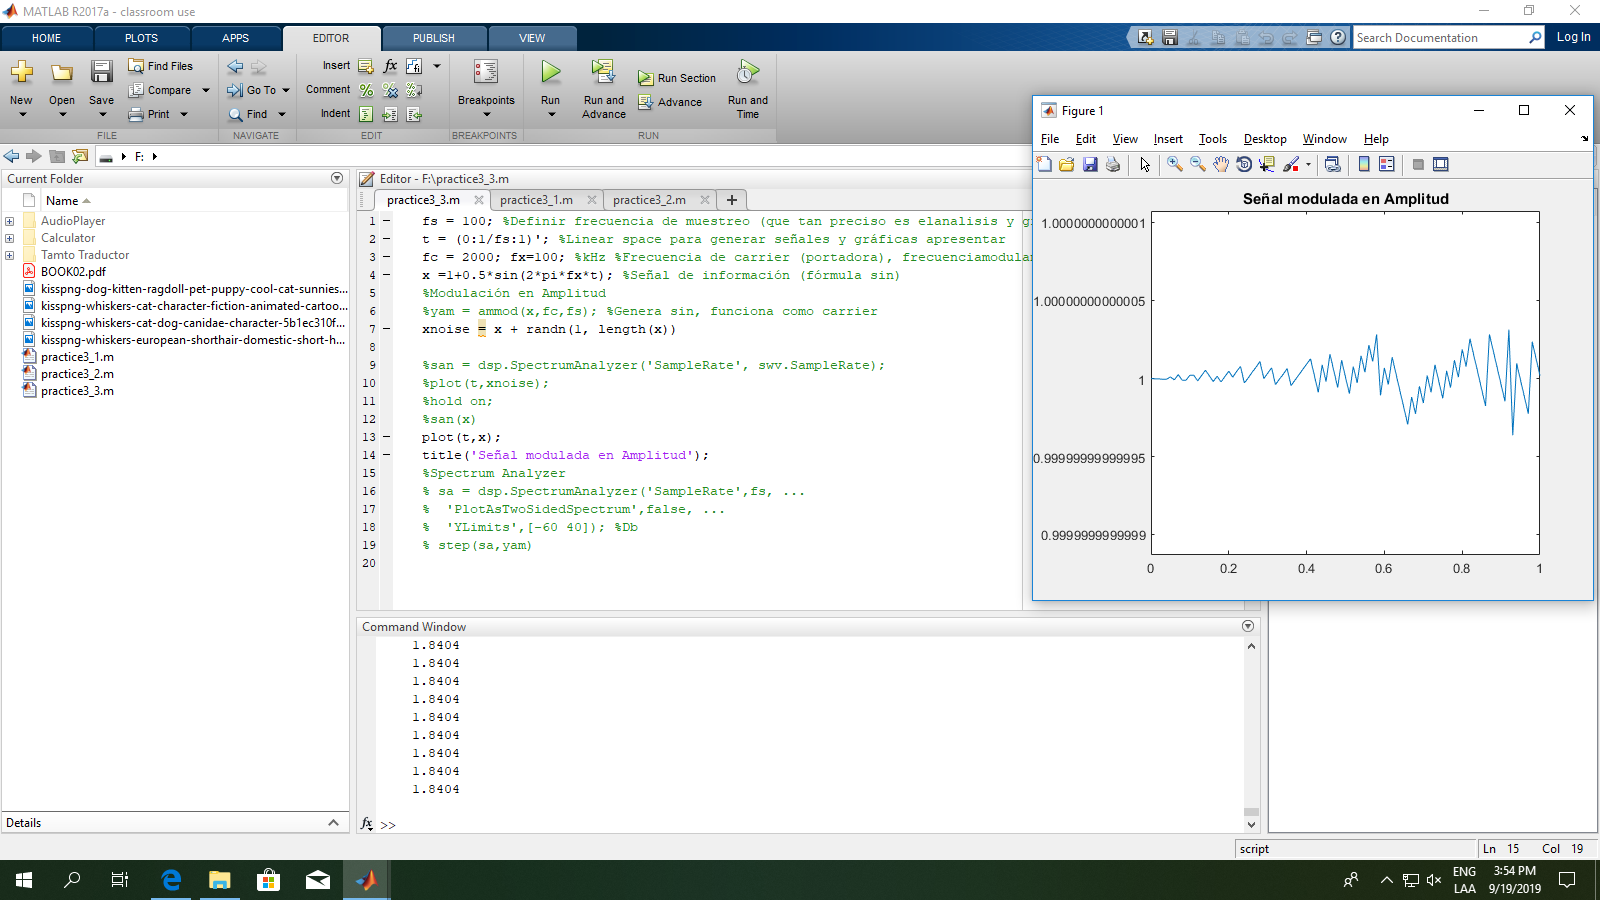 MATLAB R2017a - classroom use
HOME PLOTS APPS EDITOR PUBLISH VIEW
Search Documentation
Log In
New Open Save
Find Files
Compare
Print
FILE
Go To
Find
NAVIGATE
Insert fx
Comment
Indent
EDIT
Breakpoints
BREAKPOINTS
Run
Run and Advance
Run Section
Advance
Run and Time
RUN
F:
Current Folder
Name
AudioPlayer
Calculator
Tamto Traductor
BOOK02.pdf
kisspng-dog-kitten-ragdoll-pet-puppy-cool-cat-sunnies...
kisspng-whiskers-cat-character-fiction-animated-cartoo...
kisspng-whiskers-cat-dog-canidae-character-5b1ec310f...
kisspng-whiskers-european-shorthair-domestic-short-h...
practice3_1.m
practice3_2.m
practice3_3.m
Details
Editor - F:\practice3_3.m
practice3_3.m practice3_1.m practice3_2.m
1 fs = 100; %Definir frecuencia de muestreo (que tan preciso es elanalisis y g
2 t = (0:1/fs:1)'; %Linear space para generar señales y gráficas apresentar
3 fc = 2000; fx=100; %kHz %Frecuencia de carrier (portadora), frecuenciamodula
4 x =1+0.5*sin(2*pi*fx*t); %Señal de información (fórmula sin)
5 %Modulación en Amplitud
6 %yam = ammod(x,fc,fs); %Genera sin, funciona como carrier
7 xnoise = x + randn(1, length(x))
8
9 %san = dsp.SpectrumAnalyzer('SampleRate', swv.SampleRate);
10 %plot(t,xnoise);
11 %hold on;
12 %san(x)
13 plot(t,x);
14 title('Señal modulada en Amplitud');
15 %Spectrum Analyzer
16 % sa = dsp.SpectrumAnalyzer('SampleRate',fs, ...
17 %  'PlotAsTwoSidedSpectrum',false, ...
18 %  'YLimits',[-60 40]); %Db
19 % step(sa,yam)
20
Command Window
1.8404
1.8404
1.8404
1.8404
1.8404
1.8404
1.8404
1.8404
1.8404
fx >>
Figure 1
File Edit View Insert Tools Desktop Window Help
Señal modulada en Amplitud
1.0000000000001
1.00000000000005
1
0.99999999999995
0.9999999999999
0 0.2 0.4 0.6 0.8 1
script
Ln 15 Col 19
ENG
LAA
3:54 PM
9/19/2019